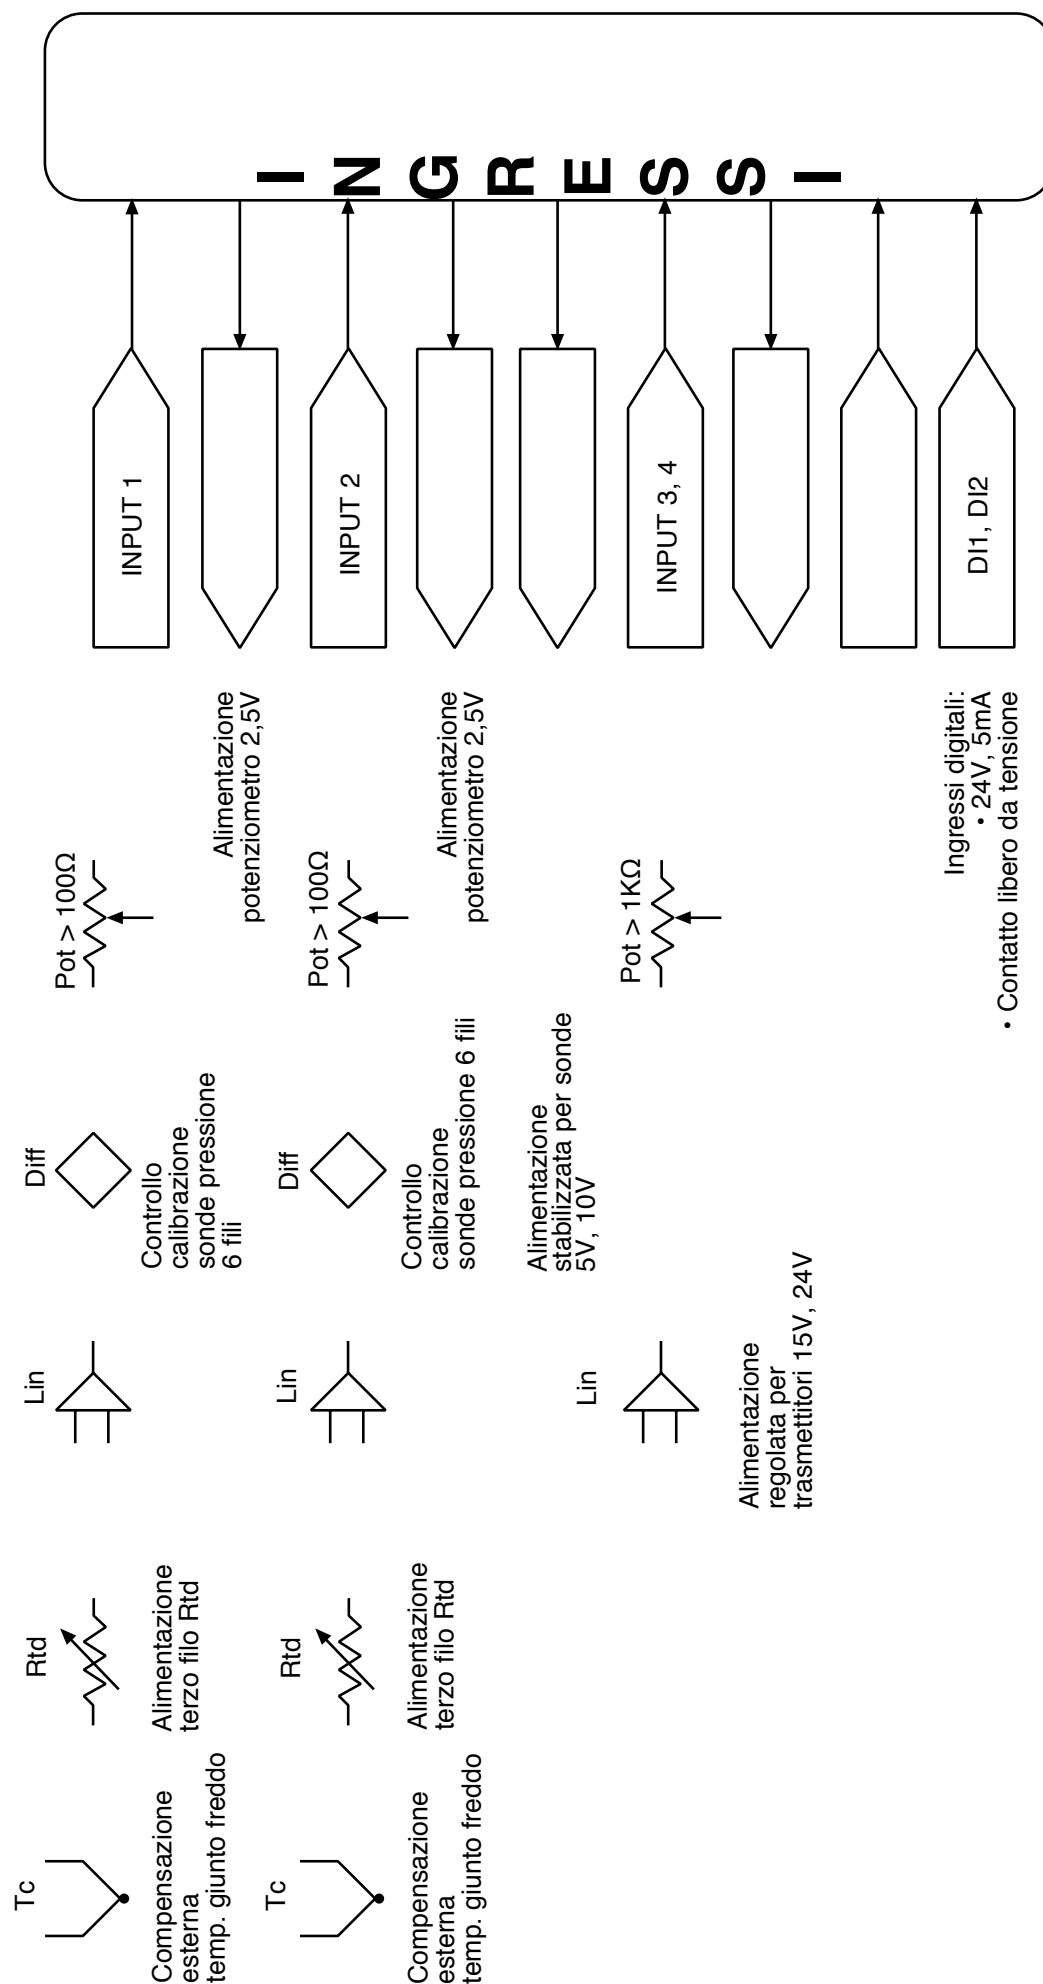 Tc
Rtd
Lin
Diff
Pot > 100Ω
INPUT 1
Compensazione
esterna
temp. giunto freddo
Alimentazione
terzo filo Rtd
Controllo
calibrazione
sonde pressione
6 fili
Alimentazione
potenziometro 2,5V
Tc
Rtd
Lin
Diff
Pot > 100Ω
INPUT 2
Compensazione
esterna
temp. giunto freddo
Alimentazione
terzo filo Rtd
Controllo
calibrazione
sonde pressione 6 fili
Alimentazione
potenziometro 2,5V
Alimentazione
stabilizzata per sonde
5V, 10V
Lin
Pot > 1KΩ
INPUT 3, 4
Alimentazione
regolata per
trasmettitori 15V, 24V
Ingressi digitali:
• 24V, 5mA
• Contatto libero da tensione
DI1, DI2
INGRESSI